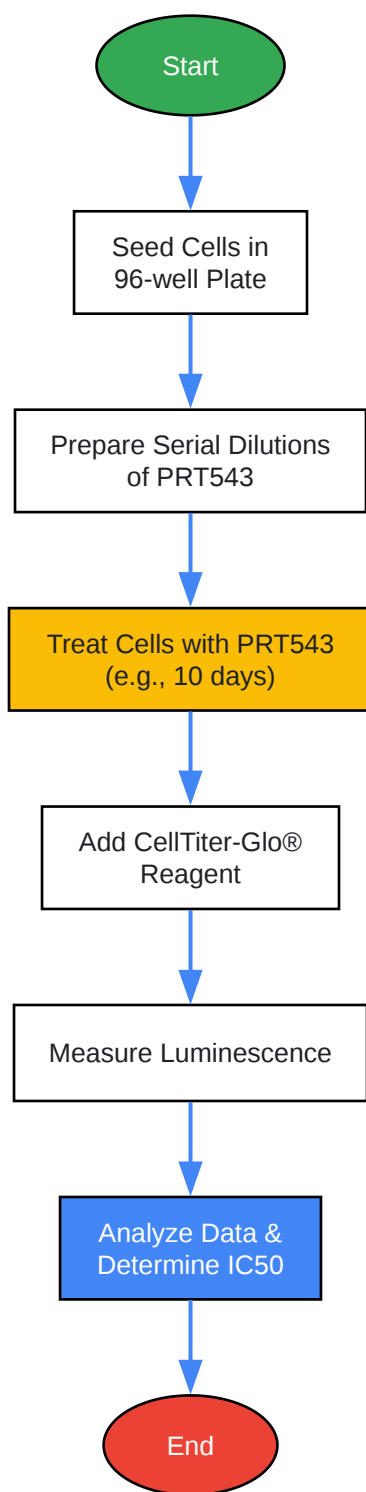 Start
Seed Cells in
96-well Plate
Prepare Serial Dilutions
of PRT543
Treat Cells with PRT543
(e.g., 10 days)
Add CellTiter-Glo®
Reagent
Measure Luminescence
Analyze Data &
Determine IC50
End